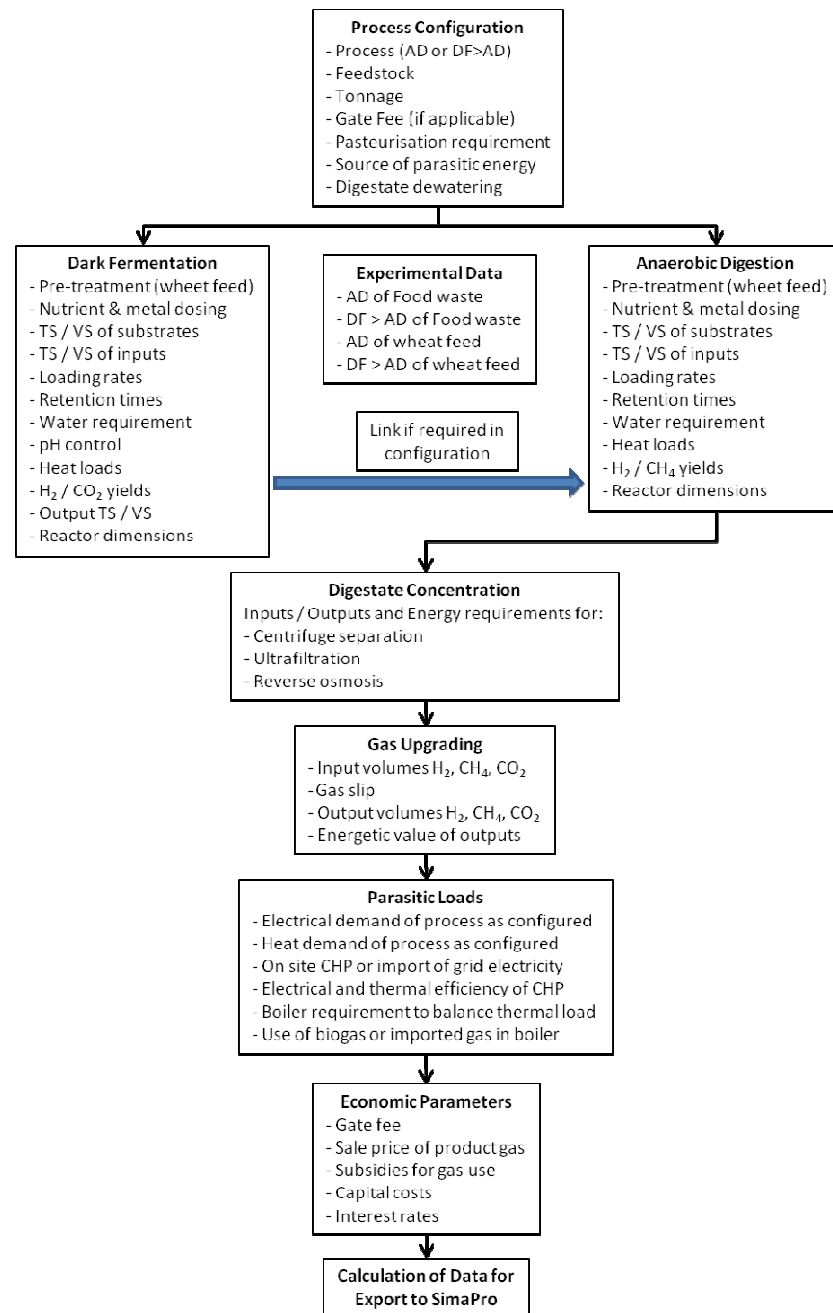 Process Configuration
- Process (AD or DF>AD)
- Feedstock
- Tonnage
- Gate Fee (if applicable)
- Pasteurisation requirement
- Source of parasitic energy
- Digestate dewatering
Dark Fermentation
- Pre-treatment (wheet feed)
- Nutrient & metal dosing
- TS / VS of substrates
- TS / VS of inputs
- Loading rates
- Retention times
- Water requirement
- pH control
- Heat loads
- H₂ / CO₂ yields
- Output TS / VS
- Reactor dimensions
Experimental Data
- AD of Food waste
- DF > AD of Food waste
- AD of wheat feed
- DF > AD of wheat feed
Link if required in
configuration
Anaerobic Digestion
- Pre-treatment (wheet feed)
- Nutrient & metal dosing
- TS / VS of substrates
- TS / VS of inputs
- Loading rates
- Retention times
- Water requirement
- Heat loads
- H₂ / CH₄ yields
- Reactor dimensions
Digestate Concentration
Inputs / Outputs and Energy requirements for:
- Centrifuge separation
- Ultrafiltration
- Reverse osmosis
Gas Upgrading
- Input volumes H₂, CH₄, CO₂
- Gas slip
- Output volumes H₂, CH₄, CO₂
- Energetic value of outputs
Parasitic Loads
- Electrical demand of process as configured
- Heat demand of process as configured
- On site CHP or import of grid electricity
- Electrical and thermal efficiency of CHP
- Boiler requirement to balance thermal load
- Use of biogas or imported gas in boiler
Economic Parameters
- Gate fee
- Sale price of product gas
- Subsidies for gas use
- Capital costs
- Interest rates
Calculation of Data for
Export to SimaPro